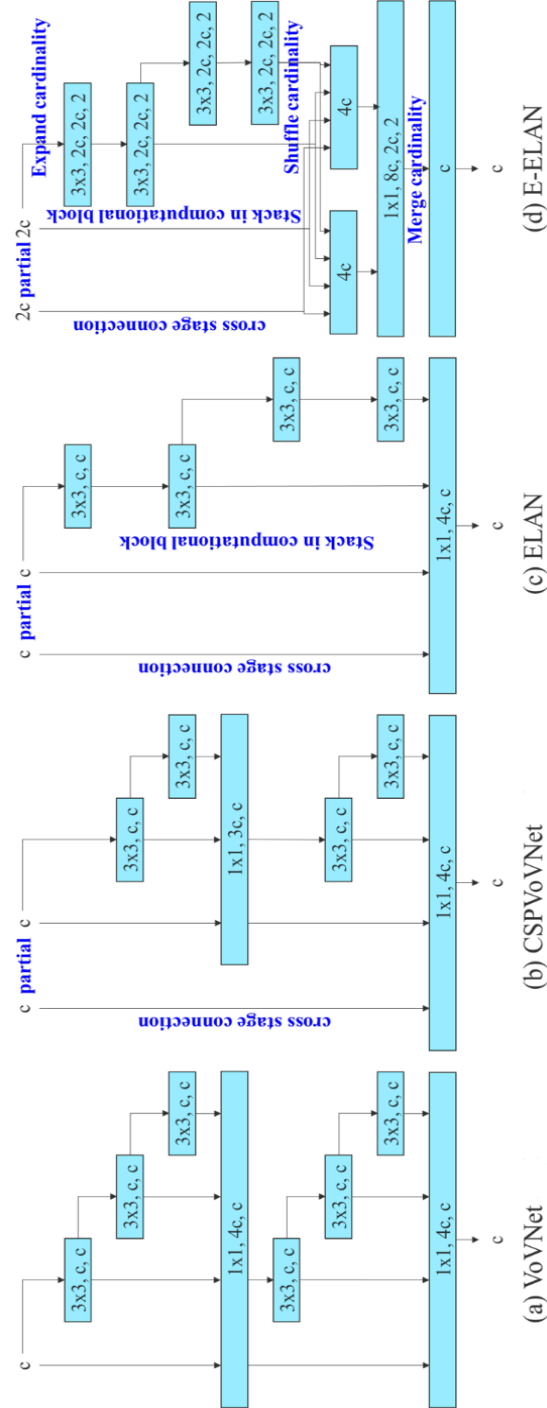 c
3x3, c, c
3x3, c, c
3x3, c, c
1x1, 4c, c
3x3, c, c
3x3, c, c
3x3, c, c
1x1, 4c, c
c
(a) VoVNet
c partial c
cross stage connection
3x3, c, c
3x3, c, c
1x1, 3c, c
3x3, c, c
3x3, c, c
1x1, 4c, c
c
(b) CSPVoVNet
c partial c
cross stage connection
Stack in computational block
3x3, c, c
3x3, c, c
3x3, c, c
3x3, c, c
1x1, 4c, c
c
(c) ELAN
2c partial 2c
Expand cardinality
cross stage connection
Stack in computational block
3x3, 2c, 2c, 2
3x3, 2c, 2c, 2
3x3, 2c, 2c, 2
3x3, 2c, 2c, 2
Shuffle cardinality
4c
4c
1x1, 8c, 2c, 2
Merge cardinality
c
c
(d) E-ELAN